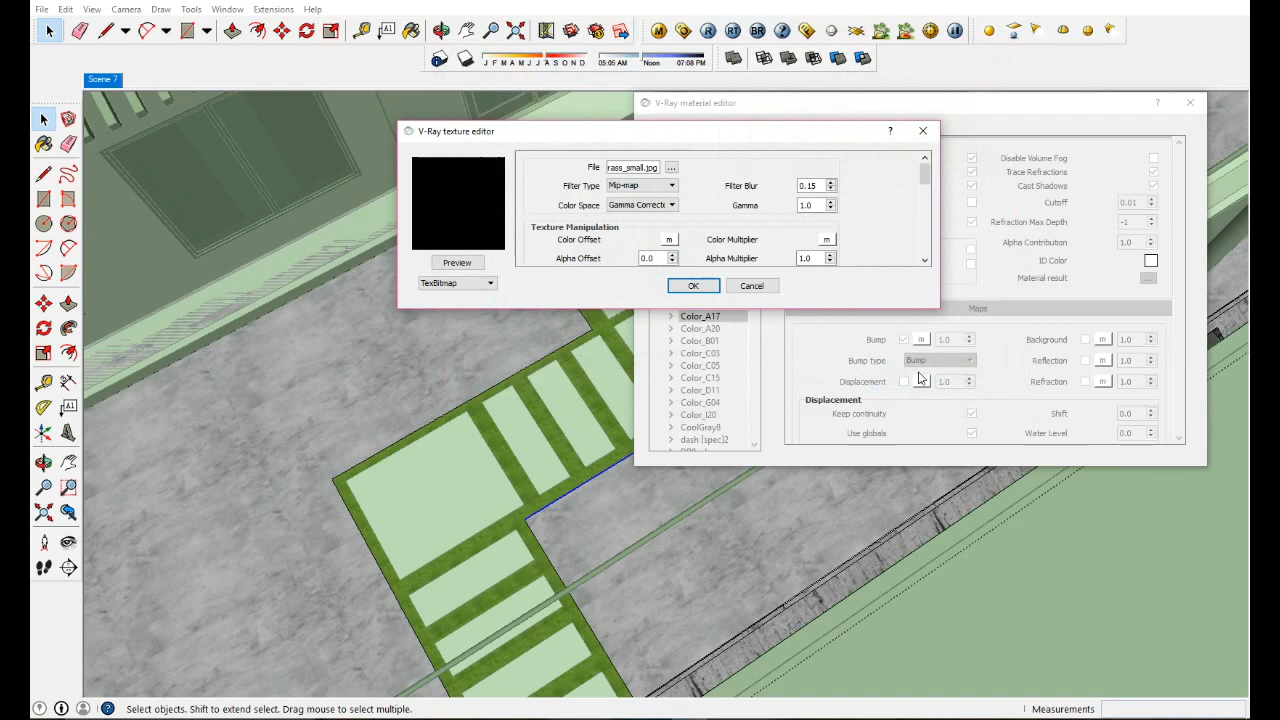 File Edit View Camera Draw Tools Window Extensions Help
J F M A M J J A S O N D 05:05 AM Noon 07:08 PM
Scene 7
V-Ray material editor ?
V-Ray texture editor ?
File rass_small.jpg ...
Filter Type Mip-map Filter Blur 0.15
Color Space Gamma Correcte Gamma 1.0
Texture Manipulation
Color Offset m Color Multiplier m
Alpha Offset 0.0 Alpha Multiplier 1.0
Preview
TexBitmap
OK Cancel
Disable Volume Fog
Trace Refractions
Cast Shadows
Cutoff 0.01
Refraction Max Depth -1
Alpha Contribution 1.0
ID Color
Material result ...
Maps
Color_A17
Color_A20
Color_B01
Color_C03
Color_C05
Color_C15
Color_D11
Color_G04
Color_I20
CoolGray8
dash [spec]2
Bump m 1.0 Background m 1.0
Bump type Bump Reflection m 1.0
Displacement 1.0 Refraction m 1.0
Displacement
Keep continuity Shift 0.0
Use globals Water Level 0.0
Select objects. Shift to extend select. Drag mouse to select multiple. Measurements